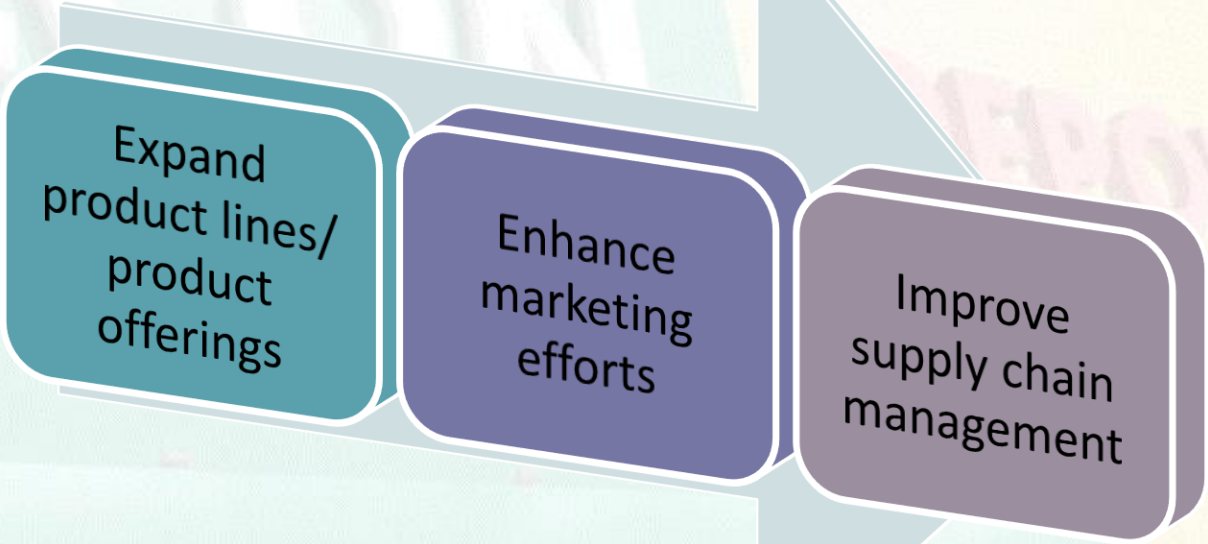 Expand
product lines/
product
offerings
Enhance
marketing
efforts
Improve
supply chain
management